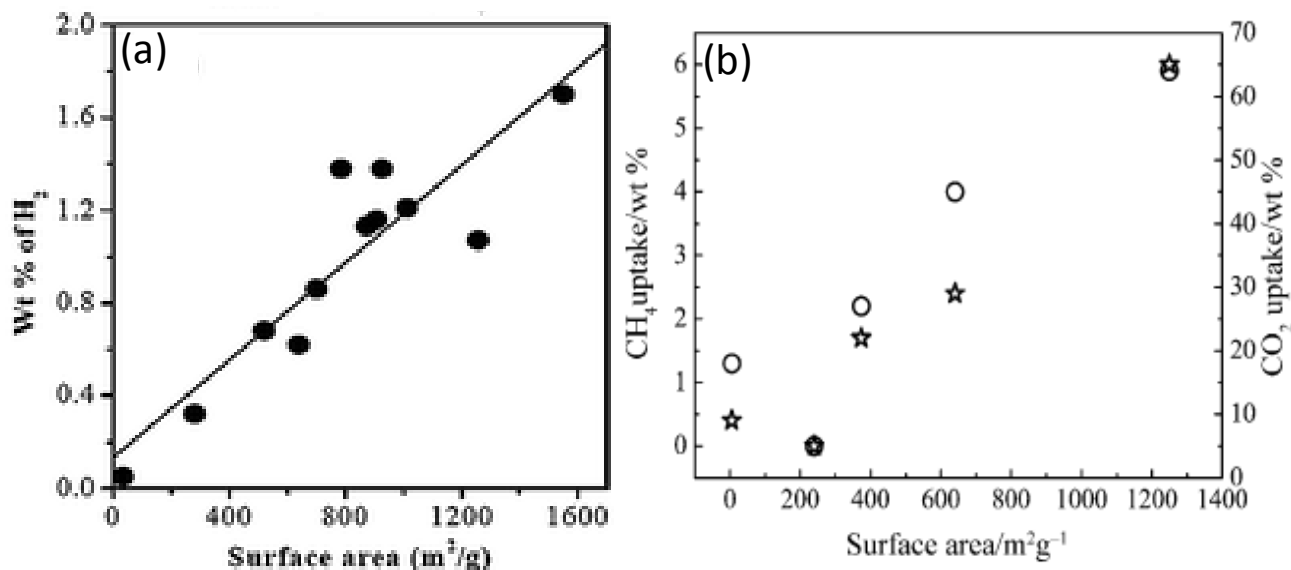 (a)
2.0
1.6
1.2
0.8
0.4
0.0
Wt % of H₂
0 400 800 1200 1600
Surface area (m²/g)
(b)
6
5
4
3
2
1
0
CH₄ uptake/wt %
70
60
50
40
30
20
10
0
CO₂ uptake/wt %
0 200 400 600 800 1000 1200 1400
Surface area/m²g⁻¹